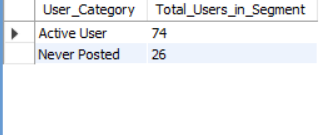 User_Category Total_Users_in_Segment
Active User 74
Never Posted 26